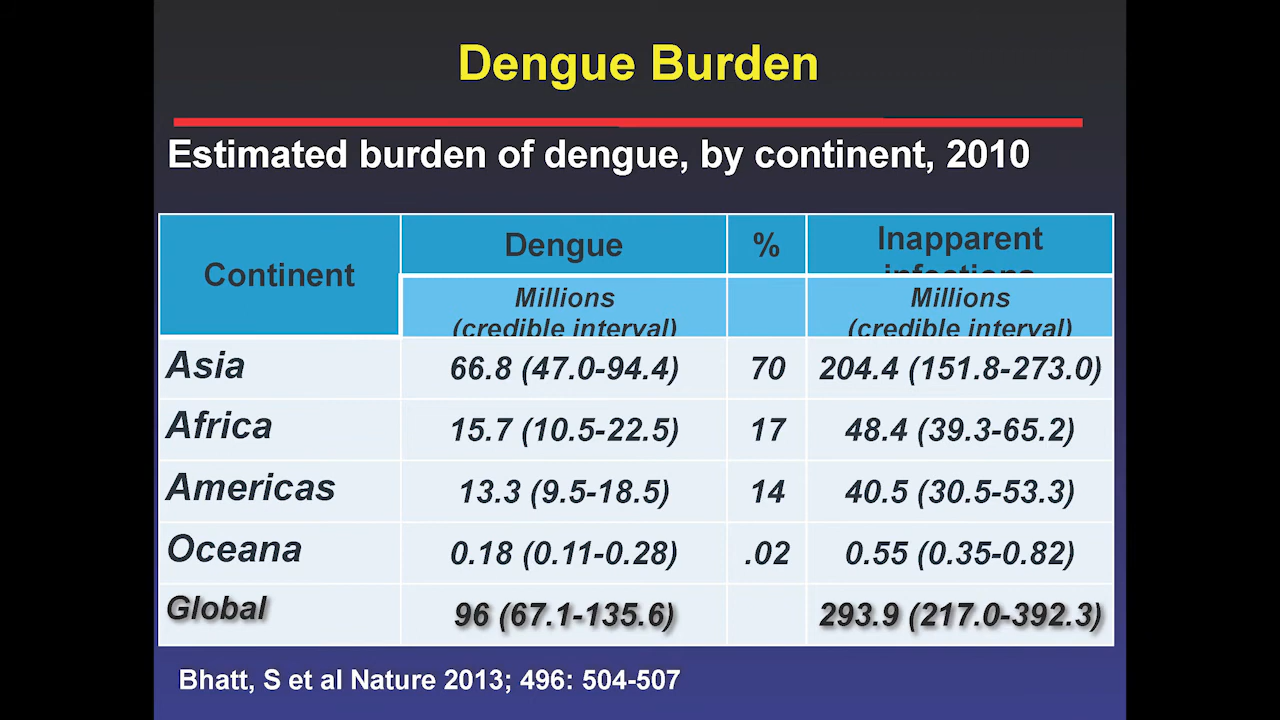 Dengue Burden
Estimated burden of dengue, by continent, 2010
Continent Dengue % Inapparent
infections
Millions Millions
(credible interval) (credible interval)
Asia 66.8 (47.0-94.4) 70 204.4 (151.8-273.0)
Africa 15.7 (10.5-22.5) 17 48.4 (39.3-65.2)
Americas 13.3 (9.5-18.5) 14 40.5 (30.5-53.3)
Oceana 0.18 (0.11-0.28) .02 0.55 (0.35-0.82)
Global 96 (67.1-135.6) 293.9 (217.0-392.3)
Bhatt, S et al Nature 2013; 496: 504-507